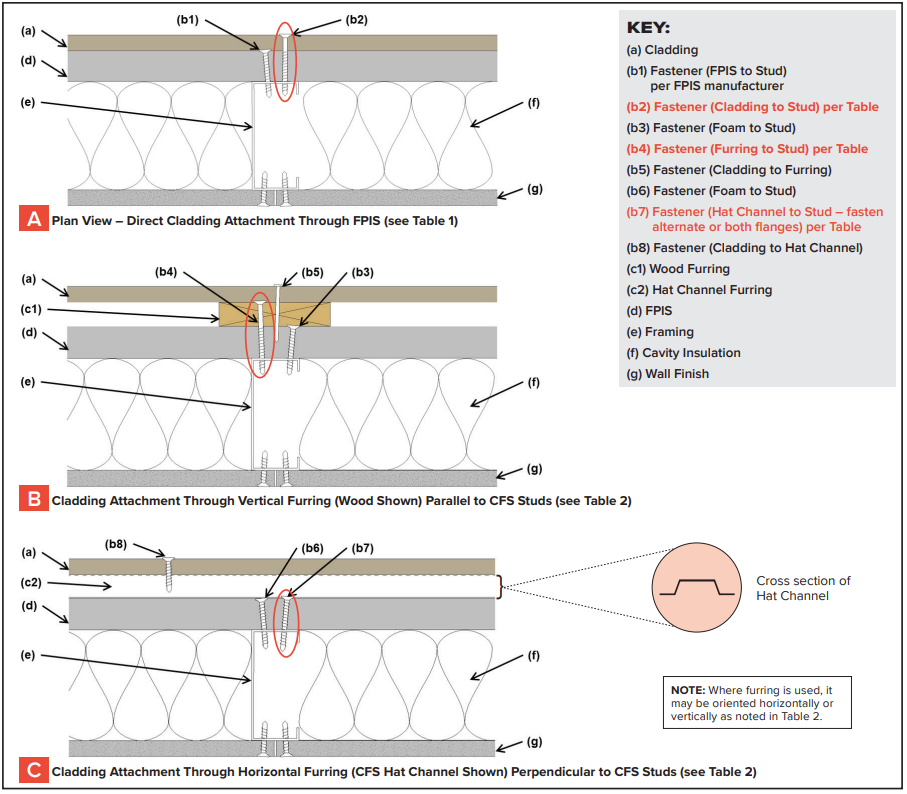 (b1)
(b2)
(a)
(d)
(e)
(f)
(g)
A Plan View – Direct Cladding Attachment Through FPIS (see Table 1)
(b4)
(b5)
(b3)
(a)
(c1)
(d)
(e)
(f)
(g)
B Cladding Attachment Through Vertical Furring (Wood Shown) Parallel to CFS Studs (see Table 2)
(b8)
(b6)
(b7)
(a)
(c2)
(d)
(e)
(f)
(g)
C Cladding Attachment Through Horizontal Furring (CFS Hat Channel Shown) Perpendicular to CFS Studs (see Table 2)
KEY:
(a) Cladding
(b1) Fastener (FPIS to Stud)
per FPIS manufacturer
(b2) Fastener (Cladding to Stud) per Table
(b3) Fastener (Foam to Stud)
(b4) Fastener (Furring to Stud) per Table
(b5) Fastener (Cladding to Furring)
(b6) Fastener (Foam to Stud)
(b7) Fastener (Hat Channel to Stud – fasten
alternate or both flanges) per Table
(b8) Fastener (Cladding to Hat Channel)
(c1) Wood Furring
(c2) Hat Channel Furring
(d) FPIS
(e) Framing
(f) Cavity Insulation
(g) Wall Finish
Cross section of
Hat Channel
NOTE: Where furring is used, it
may be oriented horizontally or
vertically as noted in Table 2.